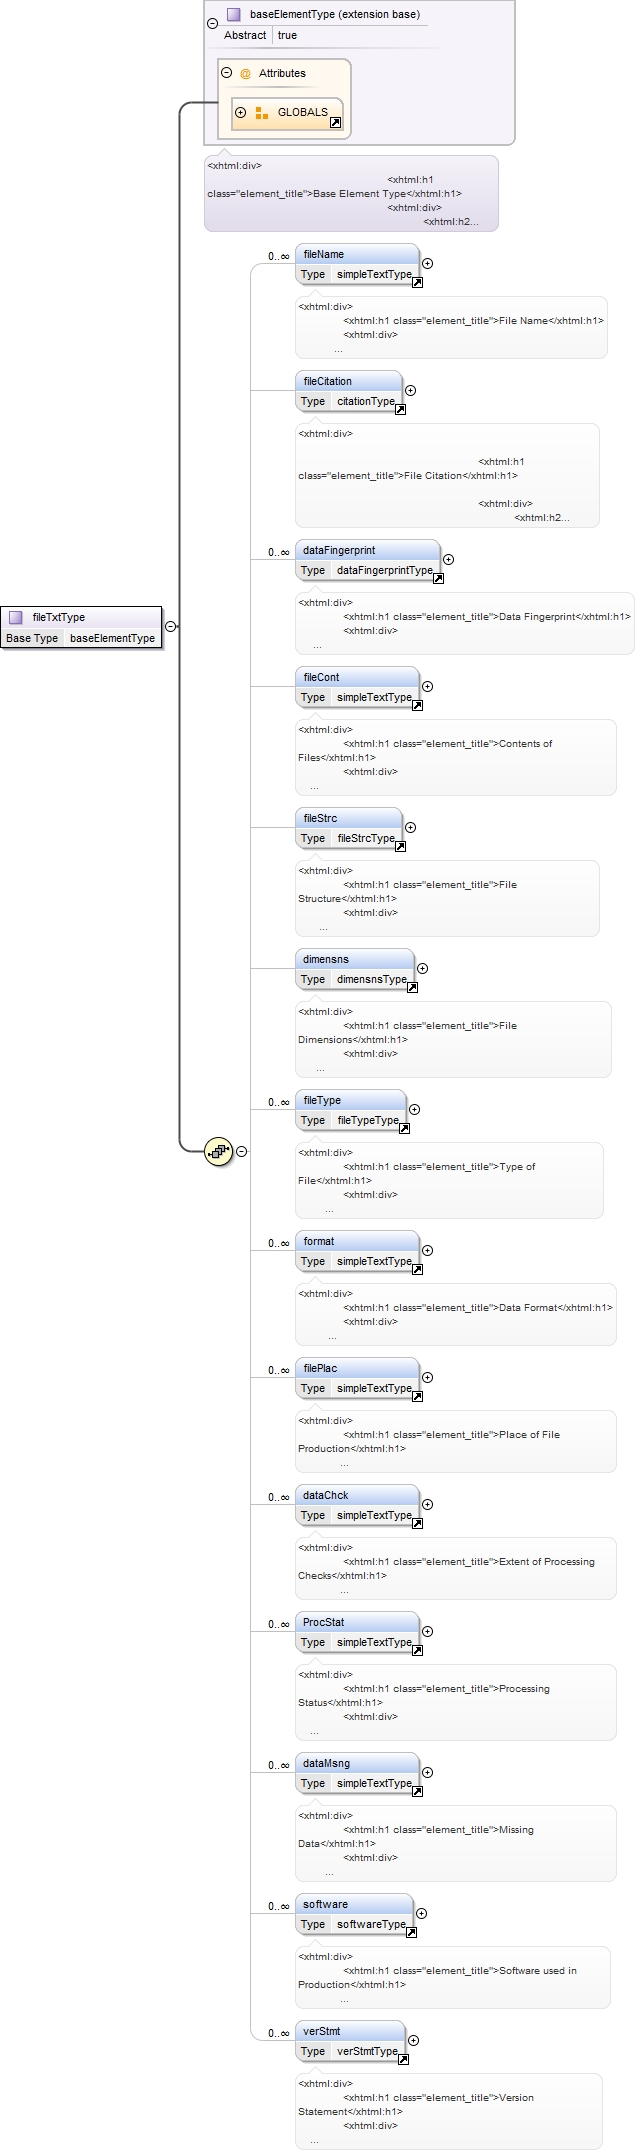 baseElementType (extension base)
Abstract true
@ Attributes
GLOBALS
<xhtml:div>
<xhtml:h1
class="element_title">Base Element Type</xhtml:h1>
<xhtml:div>
<xhtml:h2...
0..∞ fileName
Type simpleTextType
<xhtml:div>
<xhtml:h1 class="element_title">File Name</xhtml:h1>
<xhtml:div>
...
fileCitation
Type citationType
<xhtml:div>
<xhtml:h1
class="element_title">File Citation</xhtml:h1>
<xhtml:div>
<xhtml:h2...
0..∞ dataFingerprint
Type dataFingerprintType
<xhtml:div>
<xhtml:h1 class="element_title">Data Fingerprint</xhtml:h1>
<xhtml:div>
...
fileTxtType
Base Type baseElementType
fileCont
Type simpleTextType
<xhtml:div>
<xhtml:h1 class="element_title">Contents of
Files</xhtml:h1>
<xhtml:div>
...
fileStrc
Type fileStrcType
<xhtml:div>
<xhtml:h1 class="element_title">File
Structure</xhtml:h1>
<xhtml:div>
...
dimensns
Type dimensnsType
<xhtml:div>
<xhtml:h1 class="element_title">File
Dimensions</xhtml:h1>
<xhtml:div>
...
0..∞ fileType
Type fileTypeType
<xhtml:div>
<xhtml:h1 class="element_title">Type of
File</xhtml:h1>
<xhtml:div>
...
0..∞ format
Type simpleTextType
<xhtml:div>
<xhtml:h1 class="element_title">Data Format</xhtml:h1>
<xhtml:div>
...
0..∞ filePlac
Type simpleTextType
<xhtml:div>
<xhtml:h1 class="element_title">Place of File
Production</xhtml:h1>
...
0..∞ dataChck
Type simpleTextType
<xhtml:div>
<xhtml:h1 class="element_title">Extent of Processing
Checks</xhtml:h1>
...
0..∞ ProcStat
Type simpleTextType
<xhtml:div>
<xhtml:h1 class="element_title">Processing
Status</xhtml:h1>
<xhtml:div>
...
0..∞ dataMsng
Type simpleTextType
<xhtml:div>
<xhtml:h1 class="element_title">Missing
Data</xhtml:h1>
<xhtml:div>
...
0..∞ software
Type softwareType
<xhtml:div>
<xhtml:h1 class="element_title">Software used in
Production</xhtml:h1>
...
0..∞ verStmt
Type verStmtType
<xhtml:div>
<xhtml:h1 class="element_title">Version
Statement</xhtml:h1>
<xhtml:div>
...